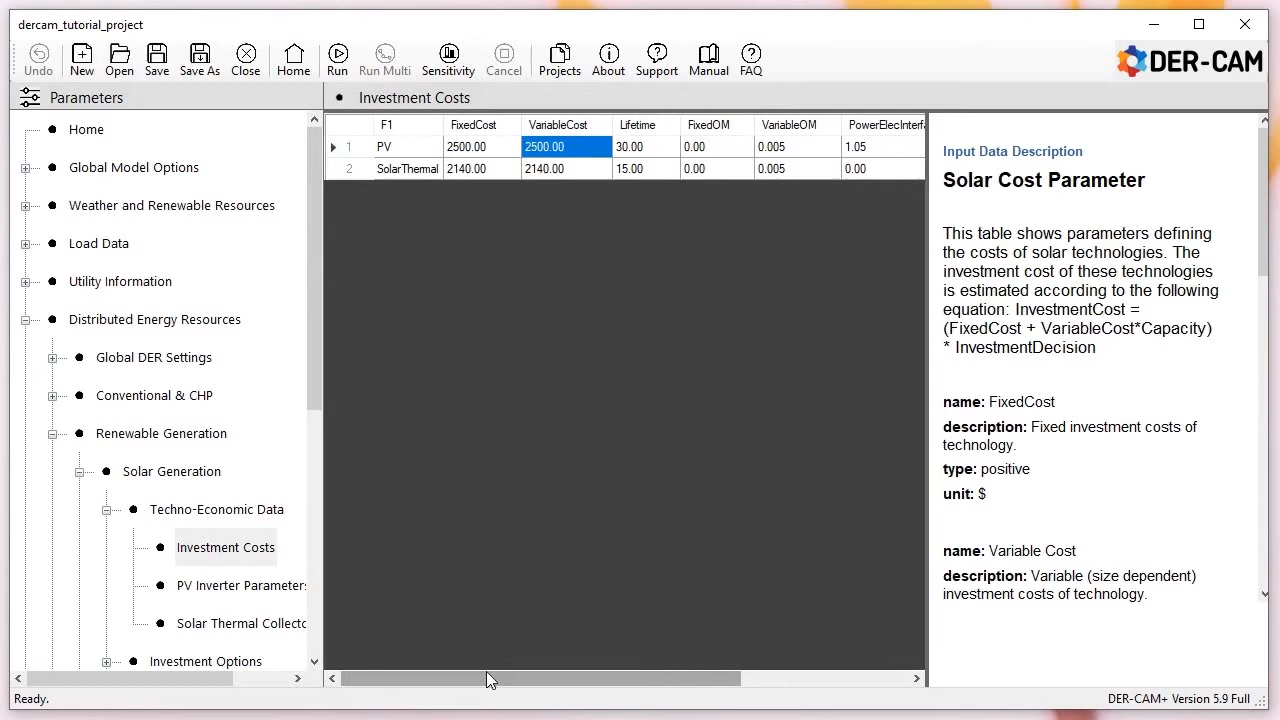 dercam_tutorial_project
Undo New Open Save Save As Close Home Run Run Multi Sensitivity Cancel Projects About Support Manual FAQ
DER-CAM
Parameters
Home
Global Model Options
Weather and Renewable Resources
Load Data
Utility Information
Distributed Energy Resources
Global DER Settings
Conventional & CHP
Renewable Generation
Solar Generation
Techno-Economic Data
Investment Costs
PV Inverter Parameters
Solar Thermal Collecto
Investment Options
Investment Costs
F1 FixedCost VariableCost Lifetime FixedOM VariableOM PowerElecInterfa
1 PV 2500.00 2500.00 30.00 0.00 0.005 1.05
2 SolarThermal 2140.00 2140.00 15.00 0.00 0.005 0.00
Input Data Description
Solar Cost Parameter
This table shows parameters defining
the costs of solar technologies. The
investment cost of these technologies
is estimated according to the following
equation: InvestmentCost =
(FixedCost + VariableCost*Capacity)
* InvestmentDecision
name: FixedCost
description: Fixed investment costs of
technology.
type: positive
unit: $
name: Variable Cost
description: Variable (size dependent)
investment costs of technology.
Ready.
DER-CAM+ Version 5.9 Full